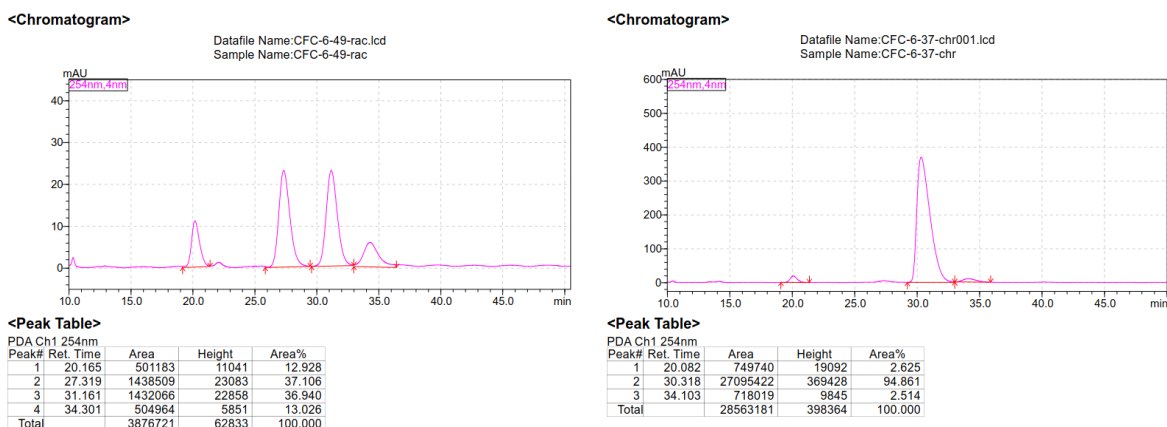 <Chromatogram>
Datafile Name:CFC-6-49-rac.lcd
Sample Name:CFC-6-49-rac
mAU
254nm,4nm
40
30
20
10
0
10.0 15.0 20.0 25.0 30.0 35.0 40.0 45.0 min
<Peak Table>
PDA Ch1 254nm
Peak# Ret. Time Area Height Area%
1 20.165 501183 11041 12.928
2 27.319 1438509 23083 37.106
3 31.161 1432066 22858 36.940
4 34.301 504964 5851 13.026
Total 3876721 62833 100.000
<Chromatogram>
Datafile Name:CFC-6-37-chr001.lcd
Sample Name:CFC-6-37-chr
mAU
600
254nm,4nm
500
400
300
200
100
0
10.0 15.0 20.0 25.0 30.0 35.0 40.0 45.0 min
<Peak Table>
PDA Ch1 254nm
Peak# Ret. Time Area Height Area%
1 20.082 749740 19092 2.625
2 30.318 27095422 369428 94.861
3 34.103 718019 9845 2.514
Total 28563181 398364 100.000